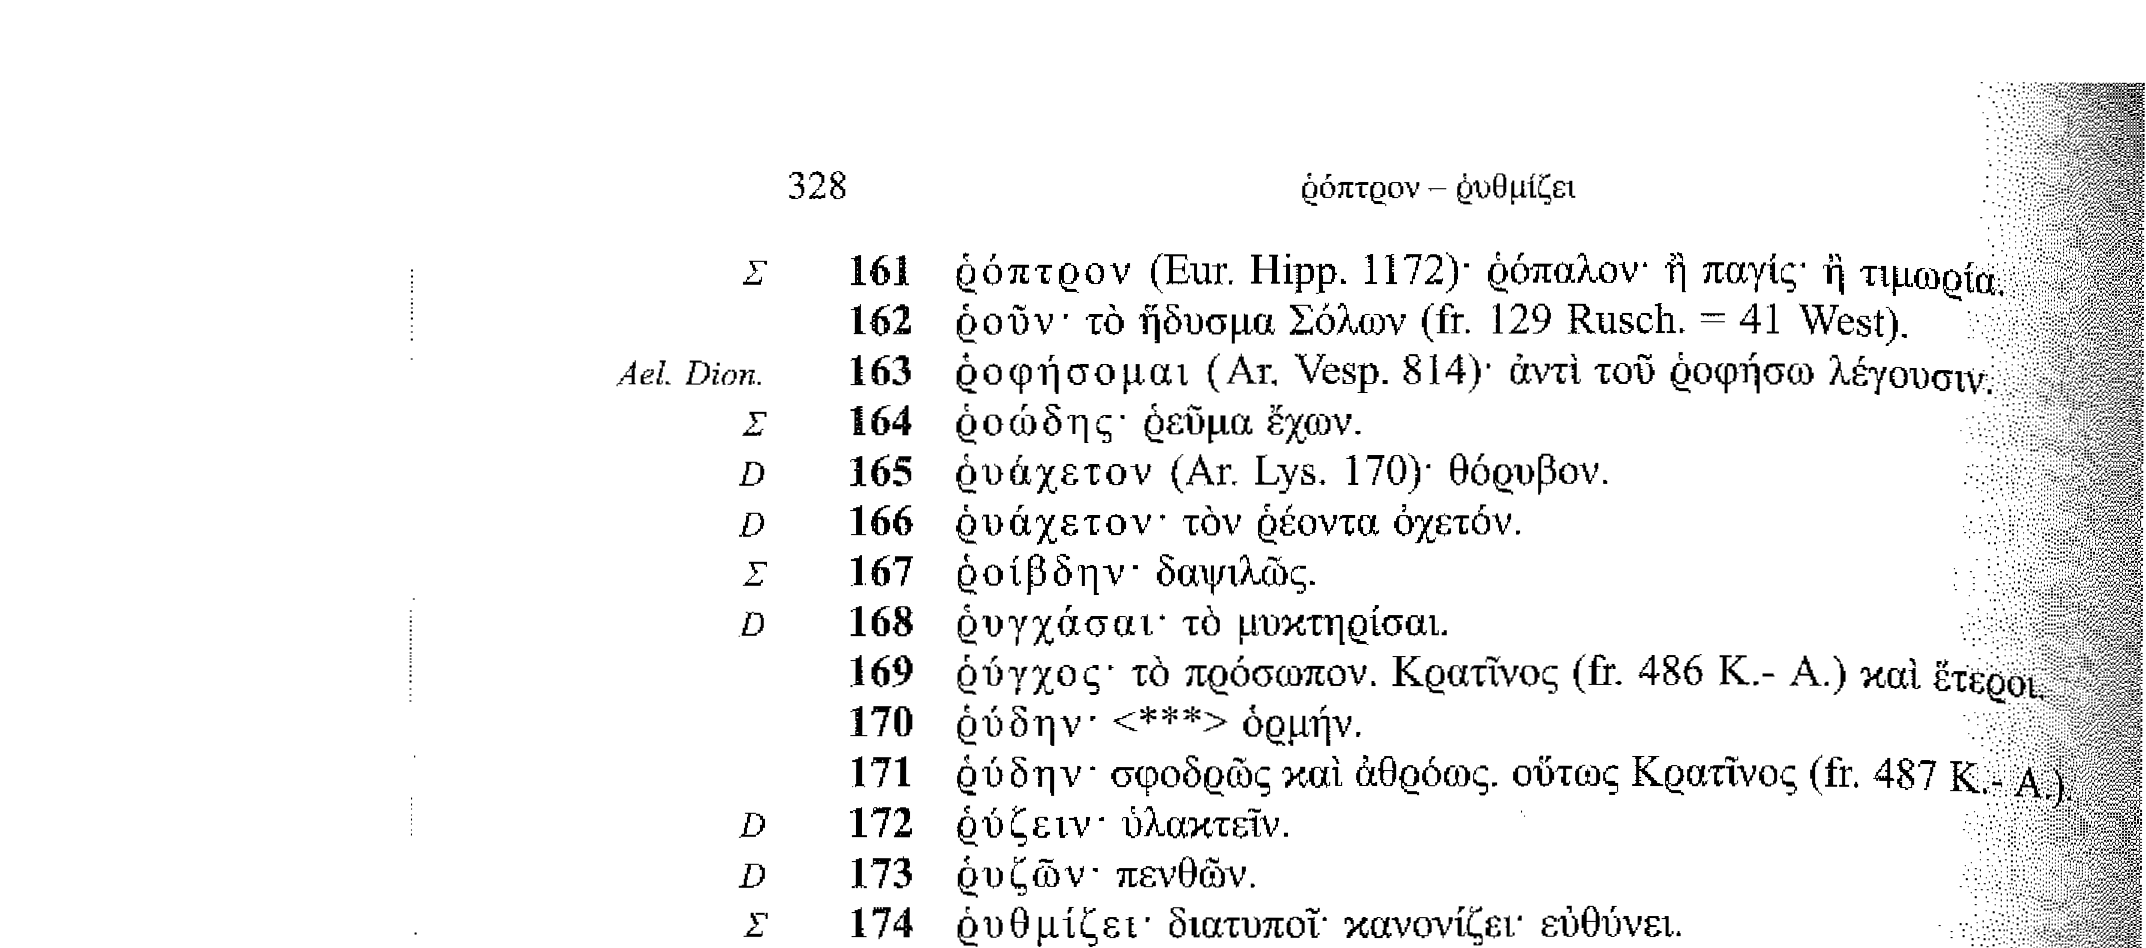 328 ῥόπτρον – ῥυθμίζει
Σ 161 ῥόπτρον (Eur. Hipp. 1172)· ῥόπαλον· ἢ παγίς· ἢ τιμωρία.
162 ῥοῦν· τὸ ἥδυσμα Σόλων (fr. 129 Rusch. = 41 West).
Ael. Dion. 163 ῥοφήσομαι (Ar. Vesp. 814)· ἀντὶ τοῦ ῥοφήσω λέγουσιν.
Σ 164 ῥοώδης· ῥεῦμα ἔχων.
D 165 ῥυάχετον (Ar. Lys. 170)· θόρυβον.
D 166 ῥυάχετον· τὸν ῥέοντα ὀχετόν.
Σ 167 ῥοίβδην· δαψιλῶς.
D 168 ῥυγχάσαι· τὸ μυκτηρίσαι.
169 ῥύγχος· τὸ πρόσωπον. Κρατῖνος (fr. 486 K.- A.) καὶ ἕτεροι.
170 ῥύδην· <***> ὁρμήν.
171 ῥύδην· σφοδρῶς καὶ ἀθρόως. οὕτως Κρατῖνος (fr. 487 K.- A.).
D 172 ῥύζειν· ὑλακτεῖν.
D 173 ῥυζῶν· πενθῶν.
Σ 174 ῥυθμίζει· διατυποῖ· κανονίζει· εὐθύνει.